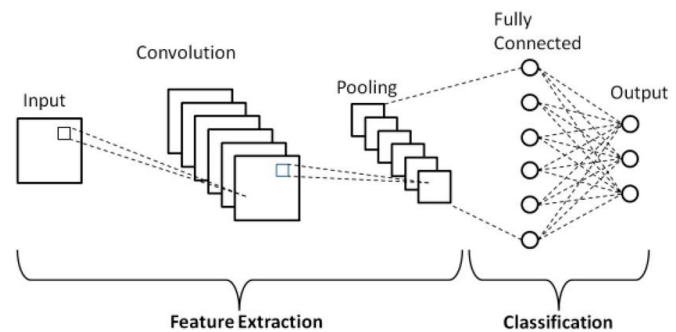 Input
Convolution
Pooling
Fully
Connected
Output
Feature Extraction
Classification